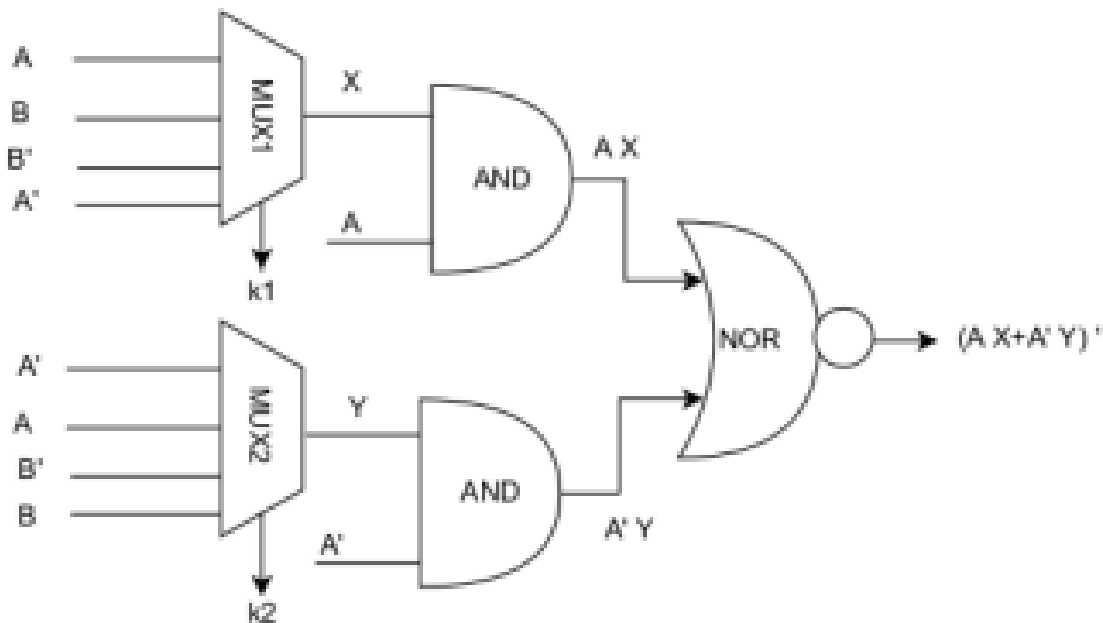 A
B
B'
A'
MUX1
X
A
AND
A X
k1
A'
A
B'
B
MUX2
Y
A'
AND
A' Y
k2
NOR
(A X+A' Y) '